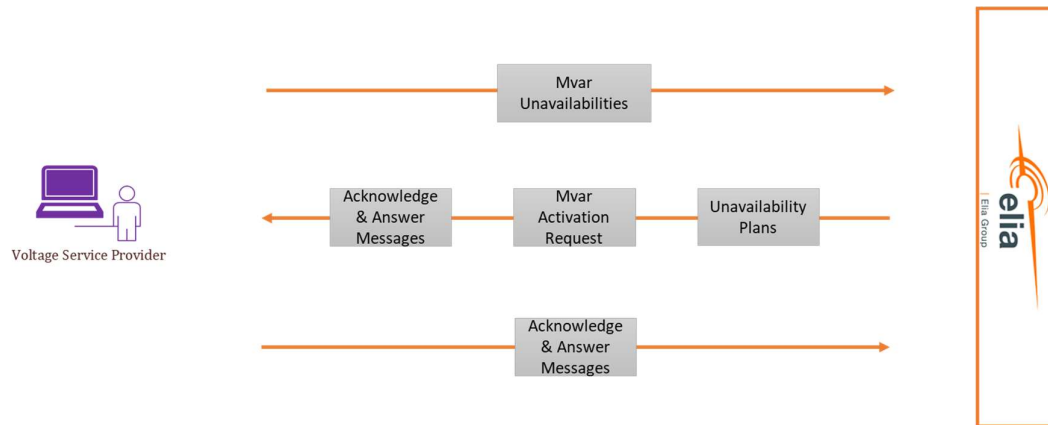 Mvar
Unavailabilities
Acknowledge
& Answer
Messages
Mvar
Activation
Request
Unavailability
Plans
Voltage Service Provider
Acknowledge
& Answer
Messages
elia
Elia Group